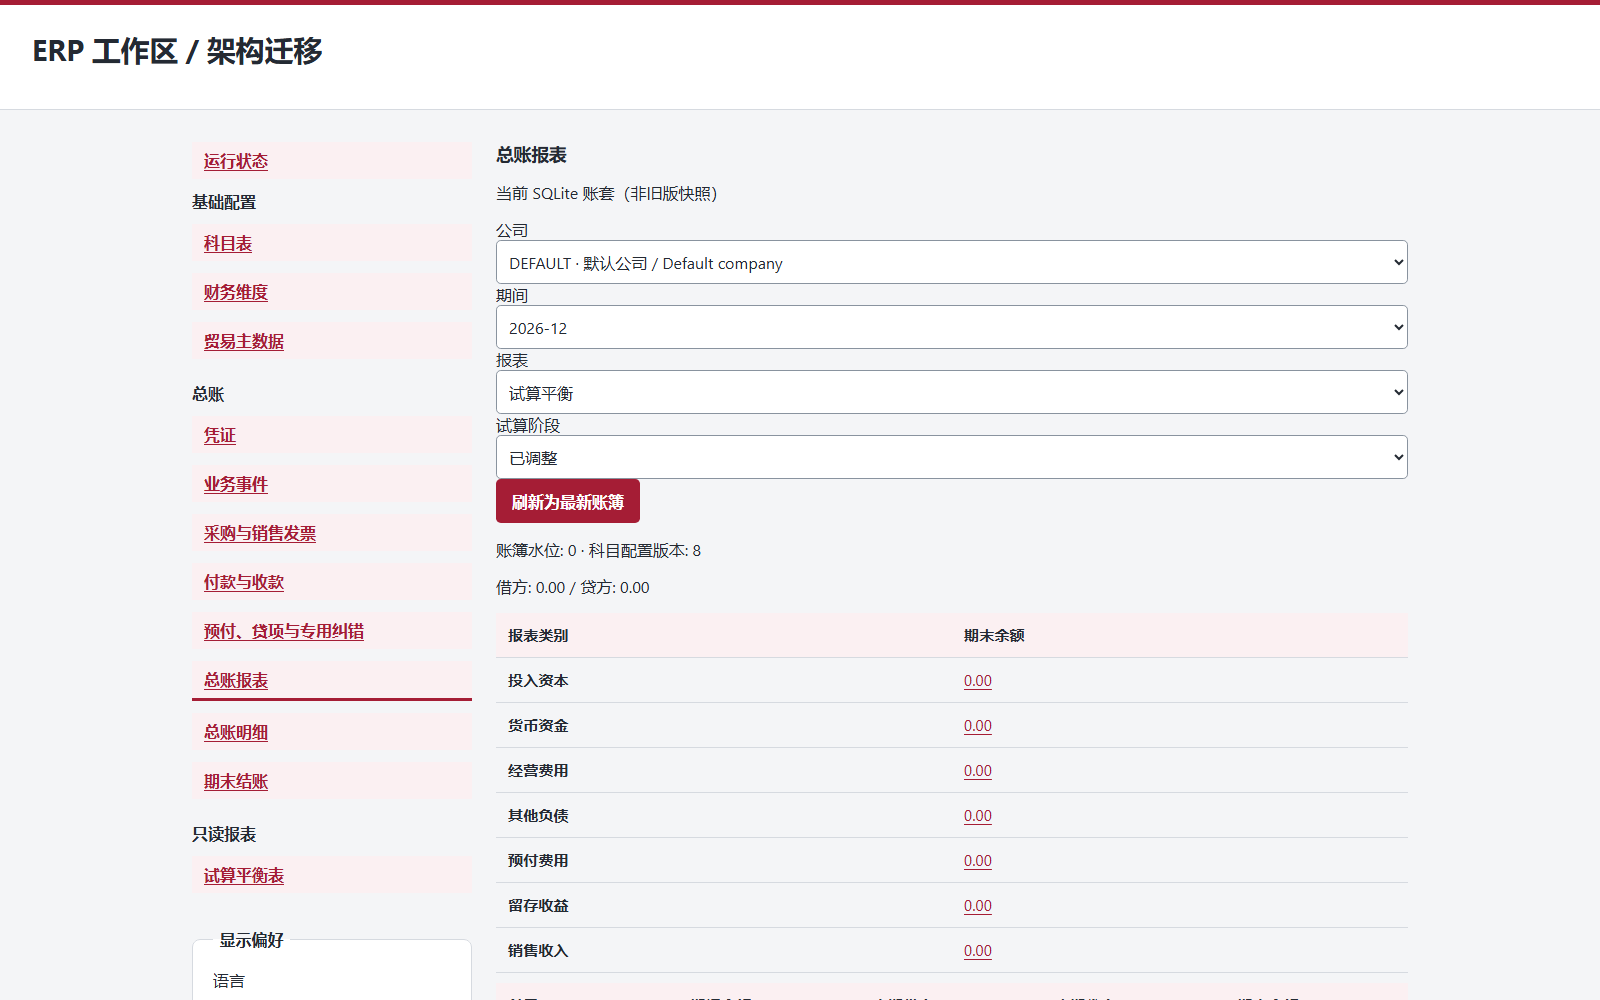 ERP 工作区 / 架构迁移
运行状态
基础配置
科目表
财务维度
贸易主数据
总账
凭证
业务事件
采购与销售发票
付款与收款
预付、贷项与专用纠错
总账报表
总账明细
期末结账
只读报表
试算平衡表
显示偏好
语言
总账报表
当前 SQLite 账套（非旧版快照）
公司
DEFAULT · 默认公司 / Default company
期间
2026-12
报表
试算平衡
试算阶段
已调整
刷新为最新账簿
账簿水位: 0 · 科目配置版本: 8
借方: 0.00 / 贷方: 0.00
报表类别 期末余额
投入资本 0.00
货币资金 0.00
经营费用 0.00
其他负债 0.00
预付费用 0.00
留存收益 0.00
销售收入 0.00